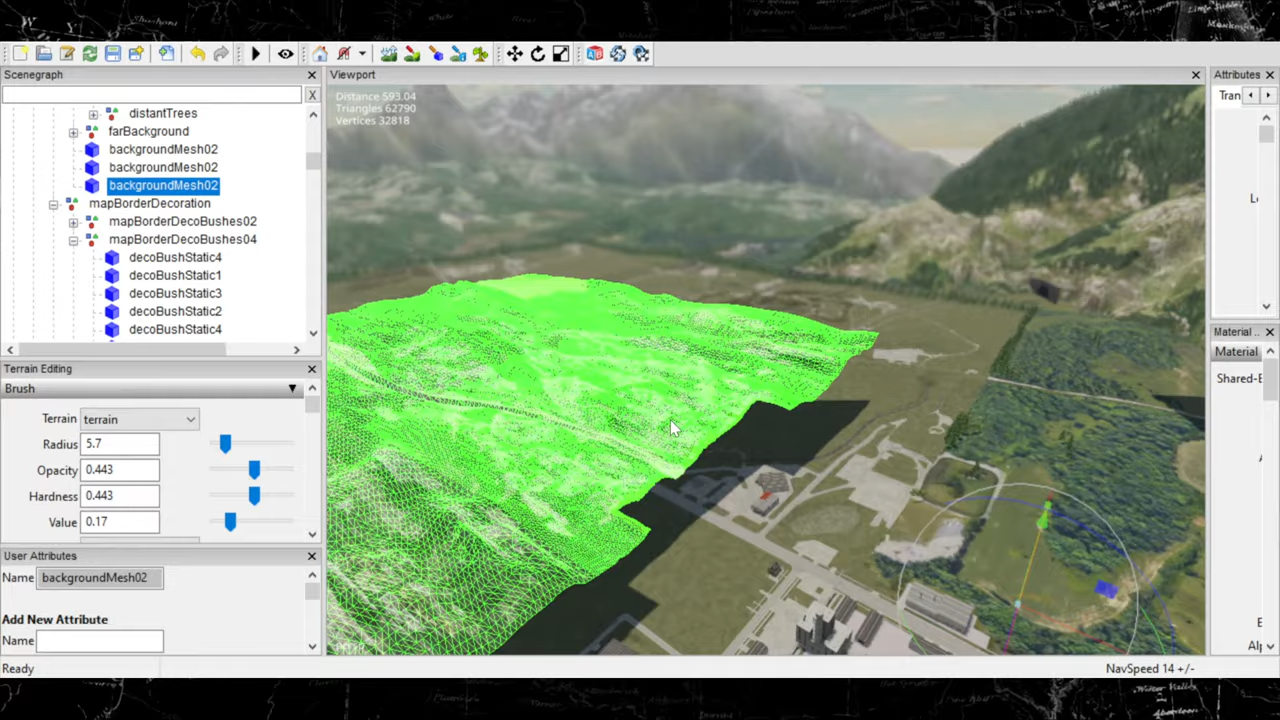 Scenegraph
X
distantTrees
farBackground
backgroundMesh02
backgroundMesh02
backgroundMesh02
mapBorderDecoration
mapBorderDecoBushes02
mapBorderDecoBushes04
decoBushStatic4
decoBushStatic1
decoBushStatic3
decoBushStatic2
decoBushStatic4
Terrain Editing
Brush
Terrain: terrain
Radius 5.7
Opacity 0.443
Hardness 0.443
Value 0.17
User Attributes
Name backgroundMesh02
Add New Attribute
Name
Ready
Viewport
Distance 593.04
Triangles 62790
Vertices 32818
persp
Attributes
Tran
Material ..
Material
Shared-E
NavSpeed 14 +/-